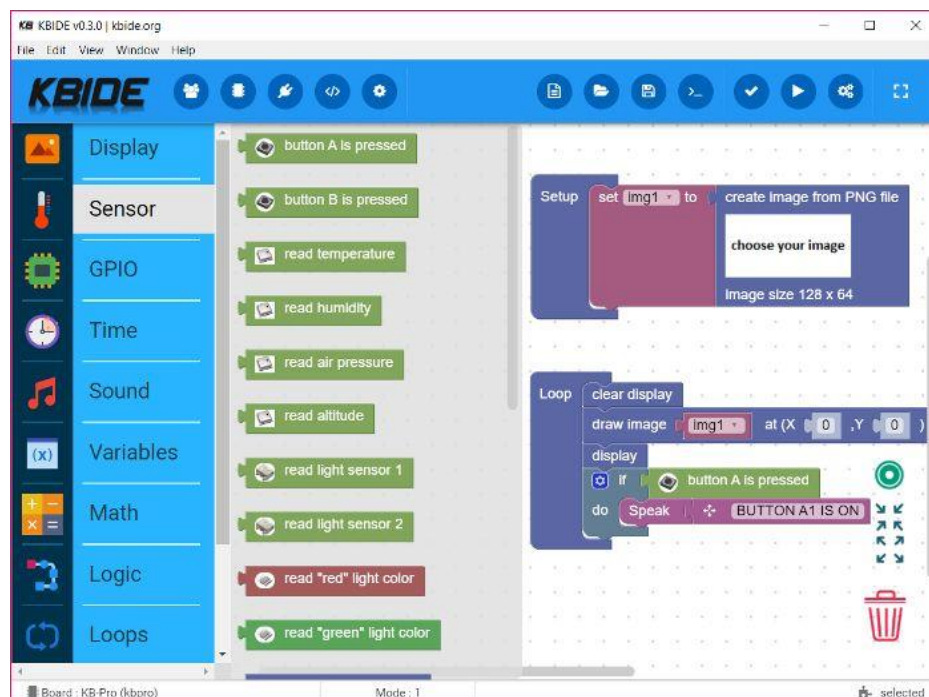 KB KBIDE v0.3.0 | kbide.org
File Edit View Window Help
KBIDE
Display
Sensor
GPIO
Time
Sound
(x) Variables
Math
Logic
Loops
button A is pressed
button B is pressed
read temperature
read humidity
read air pressure
read altitude
read light sensor 1
read light sensor 2
read "red" light color
read "green" light color
Setup set img1 to create image from PNG file
choose your image
Image size 128 x 64
Loop clear display
draw image img1 at (X 0 ,Y 0 )
display
if button A is pressed
do Speak BUTTON A1 IS ON
Board : KB-Pro (kbpro) Mode : 1 selected